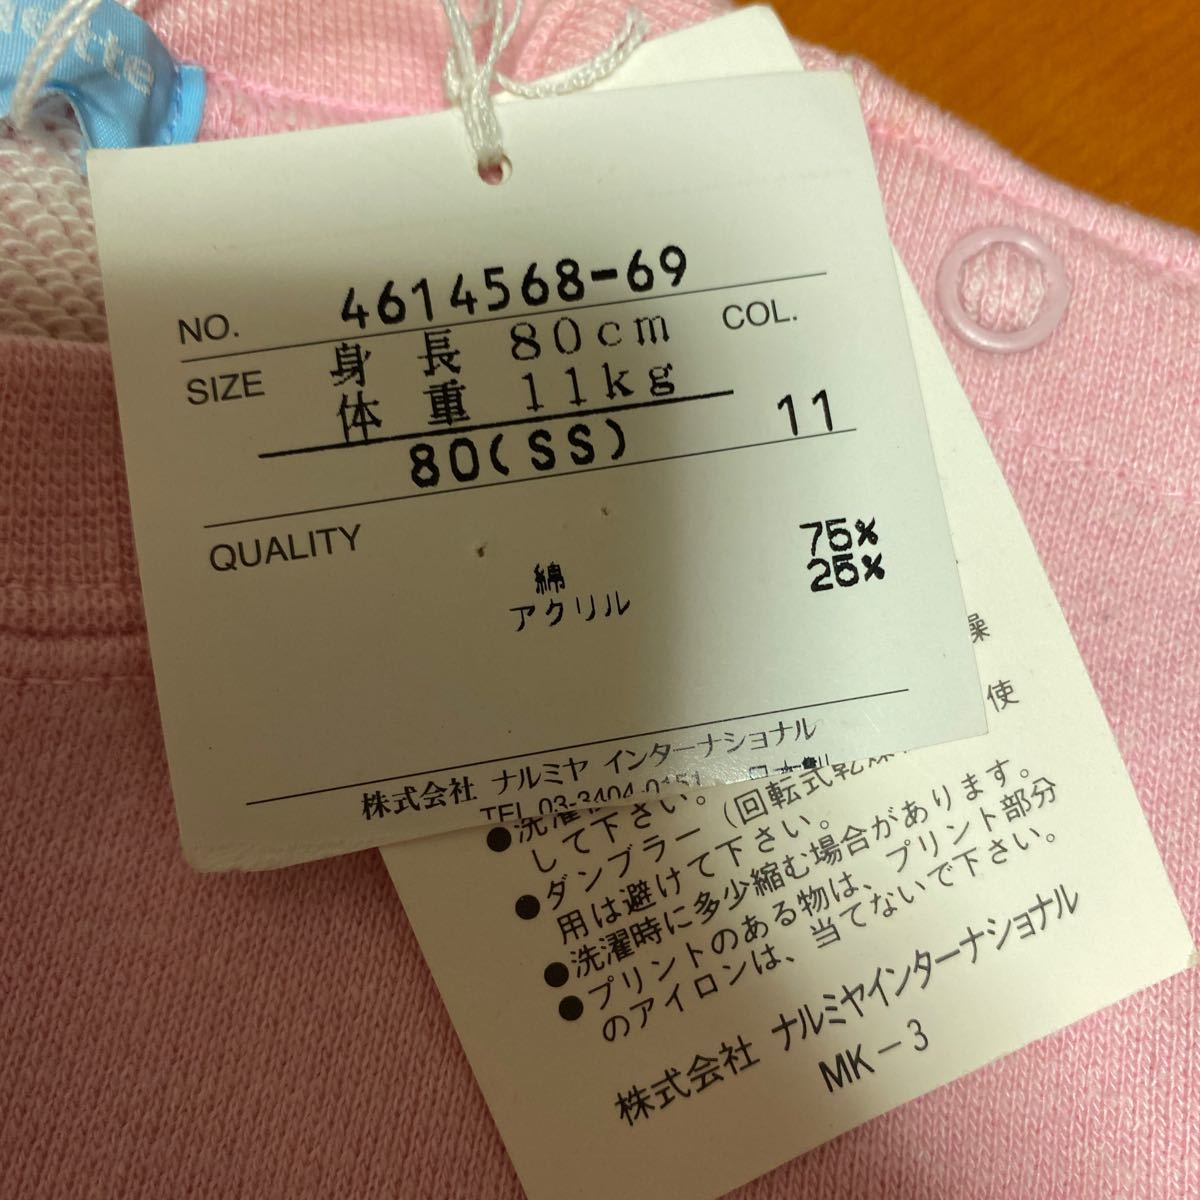 NO. 4614568-69
SIZE 身長 80cm COL.
体重 11kg
80(SS) 11
QUALITY
綿 75%
アクリル 25%
株式会社 ナルミヤ インターナショナル
TEL 03-3404-0151
して下さい。
●タンブラー (回転式乾燥
用は避けて下さい。
●洗濯時に多少縮む場合があります。
●プリントのある物は、プリント部分
のアイロンは、当てないで下さい。
株式会社 ナルミヤインターナショナル
MK-3
燥
使